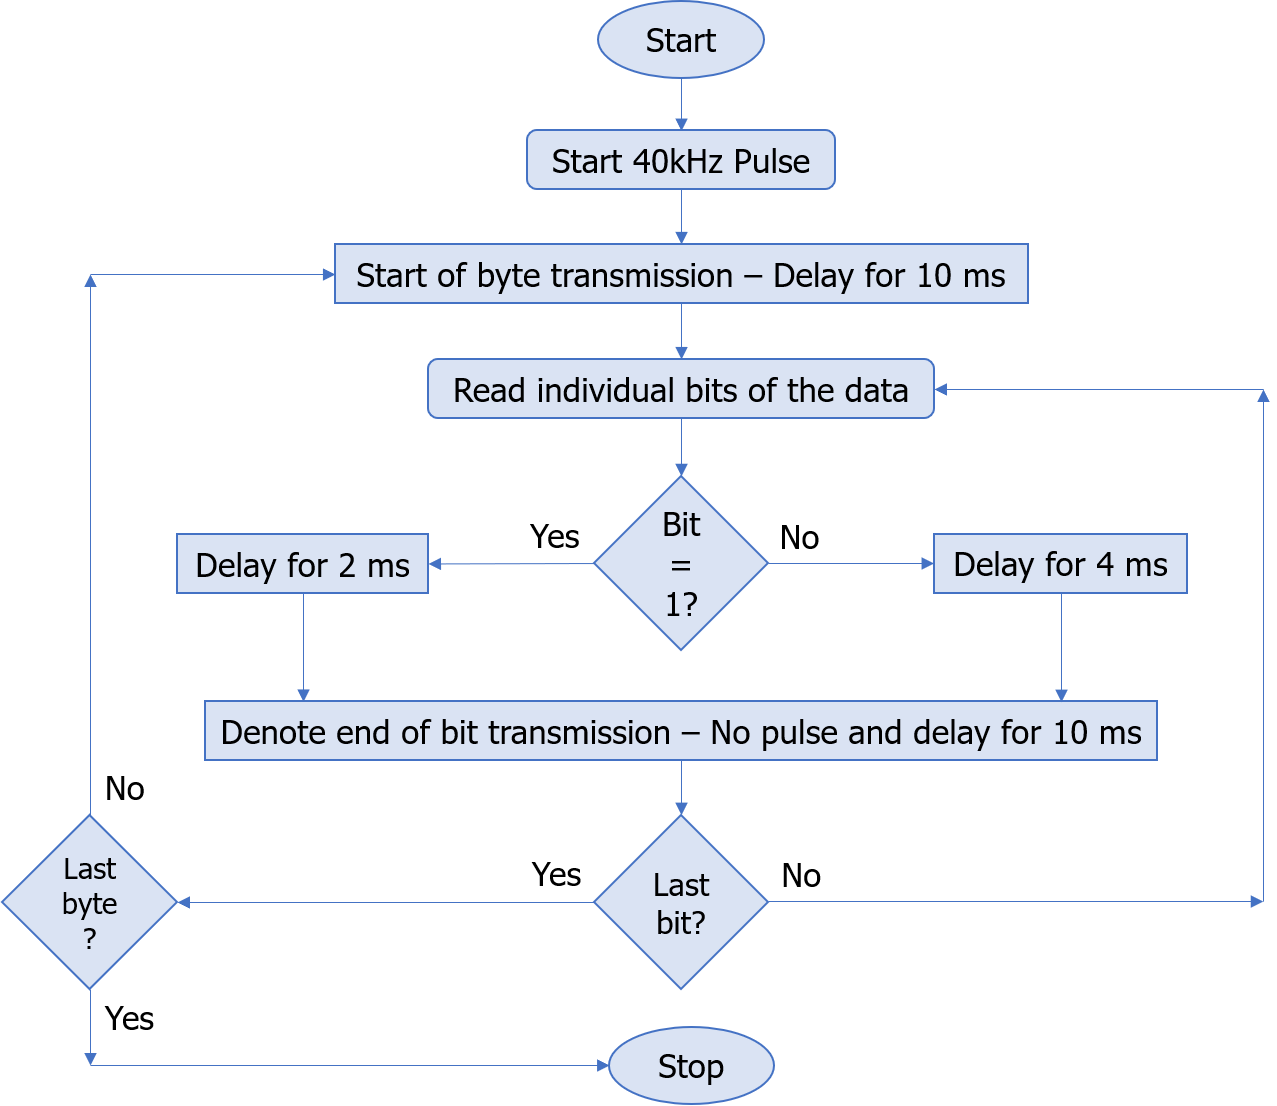 Start
Start 40kHz Pulse
Start of byte transmission – Delay for 10 ms
Read individual bits of the data
Bit
=
1?
Yes
No
Delay for 2 ms
Delay for 4 ms
Denote end of bit transmission – No pulse and delay for 10 ms
No
Last
byte
?
Yes
Last
bit?
No
Yes
Stop